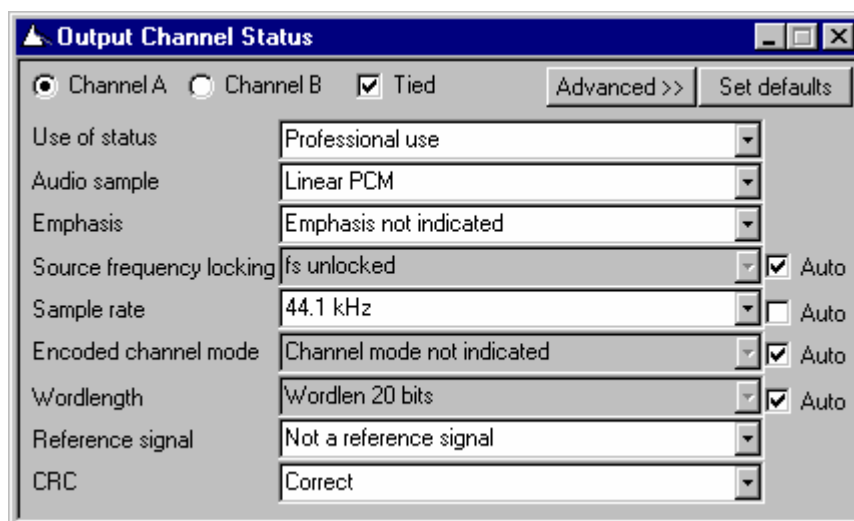 Output Channel Status
Channel A Channel B Tied Advanced >> Set defaults
Use of status Professional use
Audio sample Linear PCM
Emphasis Emphasis not indicated
Source frequency locking fs unlocked Auto
Sample rate 44.1 kHz Auto
Encoded channel mode Channel mode not indicated Auto
Wordlength Wordlen 20 bits Auto
Reference signal Not a reference signal
CRC Correct